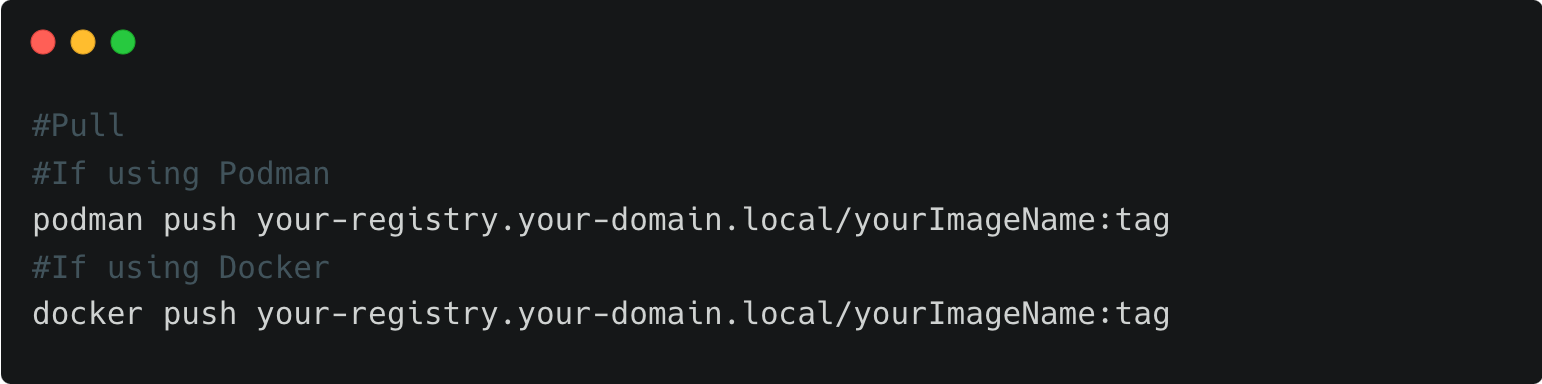 #Pull
#If using Podman
podman push your-registry.your-domain.local/yourImageName:tag
#If using Docker
docker push your-registry.your-domain.local/yourImageName:tag